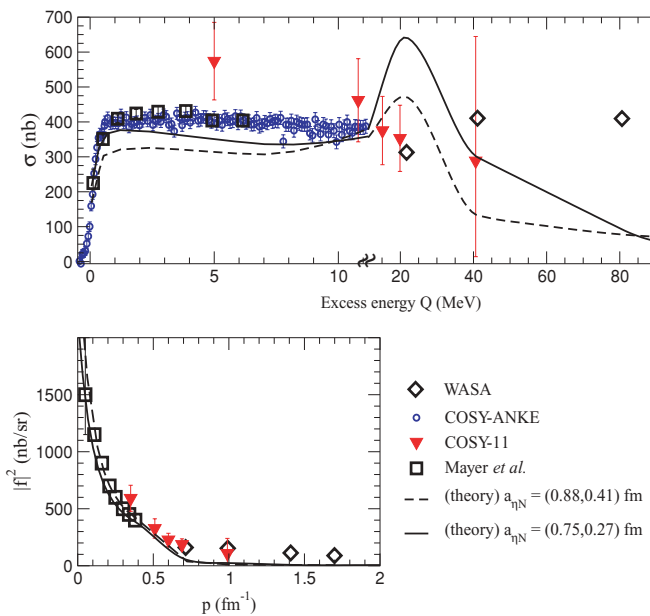 700
600
500
400
300
200
100
0
σ (nb)
0 5 10 20 40 60 80
Excess energy Q (MeV)
1500
1000
500
0
|f|² (nb/sr)
0 0.5 1 1.5 2
p (fm⁻¹)
WASA
COSY-ANKE
COSY-11
Mayer et al.
(theory) aηN = (0.88,0.41) fm
(theory) aηN = (0.75,0.27) fm